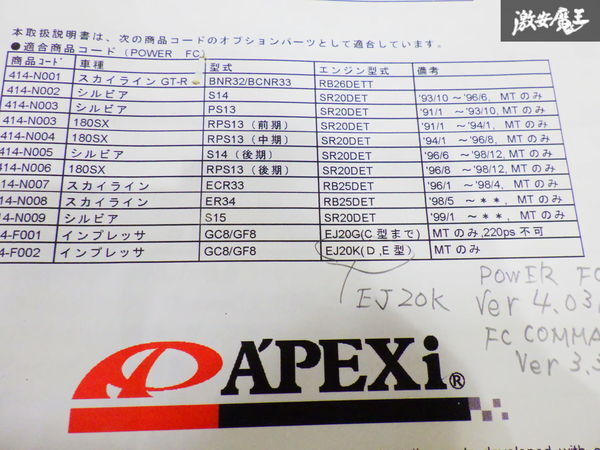 激安魔王
本取扱説明書は、次の商品コードのオプションパーツとして適合しています。
●適合商品コード(POWER FC)
商品コード 車種 型式 エンジン型式 備考
414-N001 スカイラインGT-R BNR32/BCNR33 RB26DETT
414-N002 シルビア S14 SR20DET '93/10 ～'96/6, MTのみ
414-N003 シルビア PS13 SR20DET '91/1 ～'93/10, MTのみ
414-N003 180SX RPS13 (前期) SR20DET '91/1 ～'94/1, MTのみ
414-N004 180SX RPS13 (中期) SR20DET '94/1 ～'96/8, MTのみ
414-N005 シルビア S14 (後期) SR20DET '96/6 ～'98/12, MTのみ
414-N006 180SX RPS13 (後期) SR20DET '96/8 ～'98/12, MTのみ
414-N007 スカイライン ECR33 RB25DET '96/1 ～'98/4, MTのみ
414-N008 スカイライン ER34 RB25DET '98/5 ～＊＊, MTのみ
414-N009 シルビア S15 SR20DET '99/1 ～＊＊, MTのみ
414-F001 インプレッサ GC8/GF8 EJ20G(C型まで) MTのみ,220ps不可
414-F002 インプレッサ GC8/GF8 EJ20K(D,E型) MTのみ
EJ20K
POWER FC
Ver 4.03
FC COMMA
Ver 3.
A'PEXi®
developed with